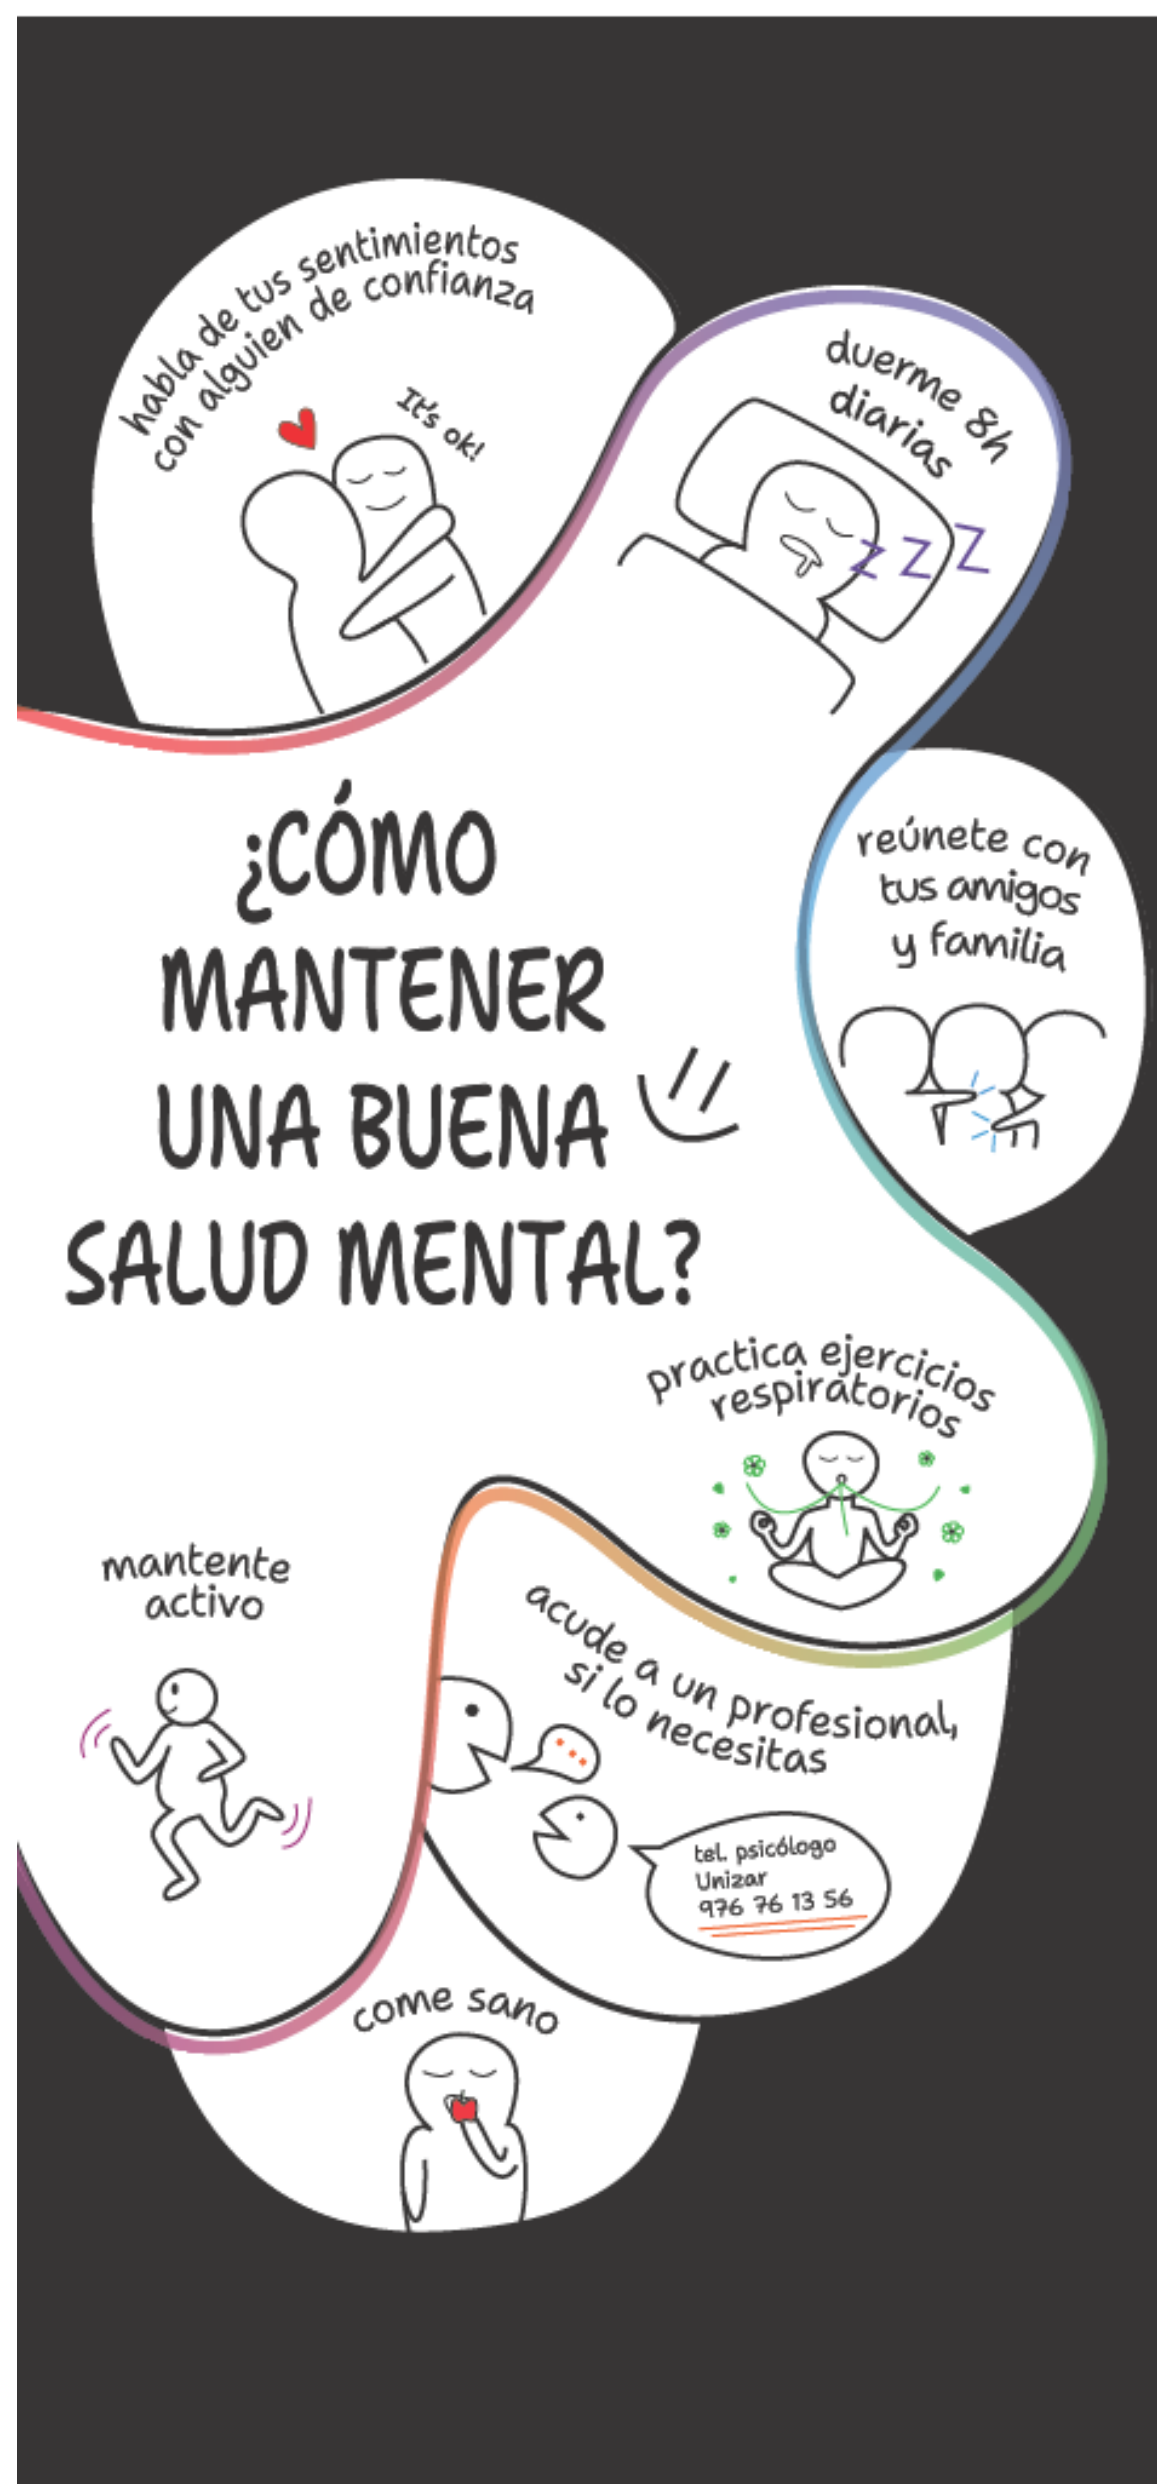 habla de tus sentimientos
con alguien de confianza
It's ok!
duerme 8h
diarias
z z z
¿CÓMO
MANTENER
UNA BUENA
SALUD MENTAL?
reúnete con
tus amigos
y familia
practica ejercicios
respiratorios
mantente
activo
acude a un profesional,
si lo necesitas
tel. psicólogo
Unizar
976 76 13 56
come sano